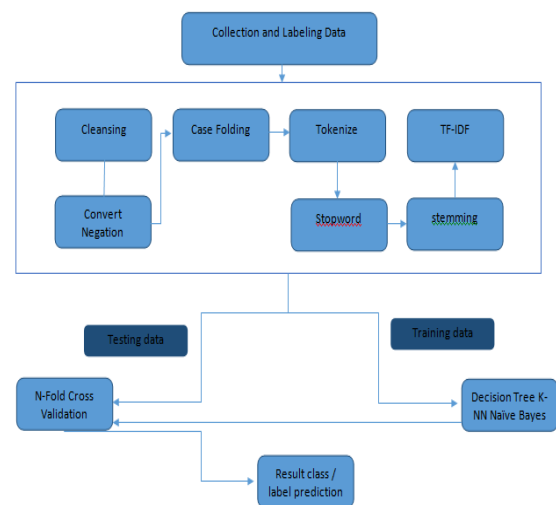 Collection and Labeling Data
Cleansing
Case Folding
Tokenize
TF-IDF
Convert
Negation
Stopword
stemming
Testing data
Training data
N-Fold Cross
Validation
Decision Tree K-
NN Naïve Bayes
Result class /
label prediction